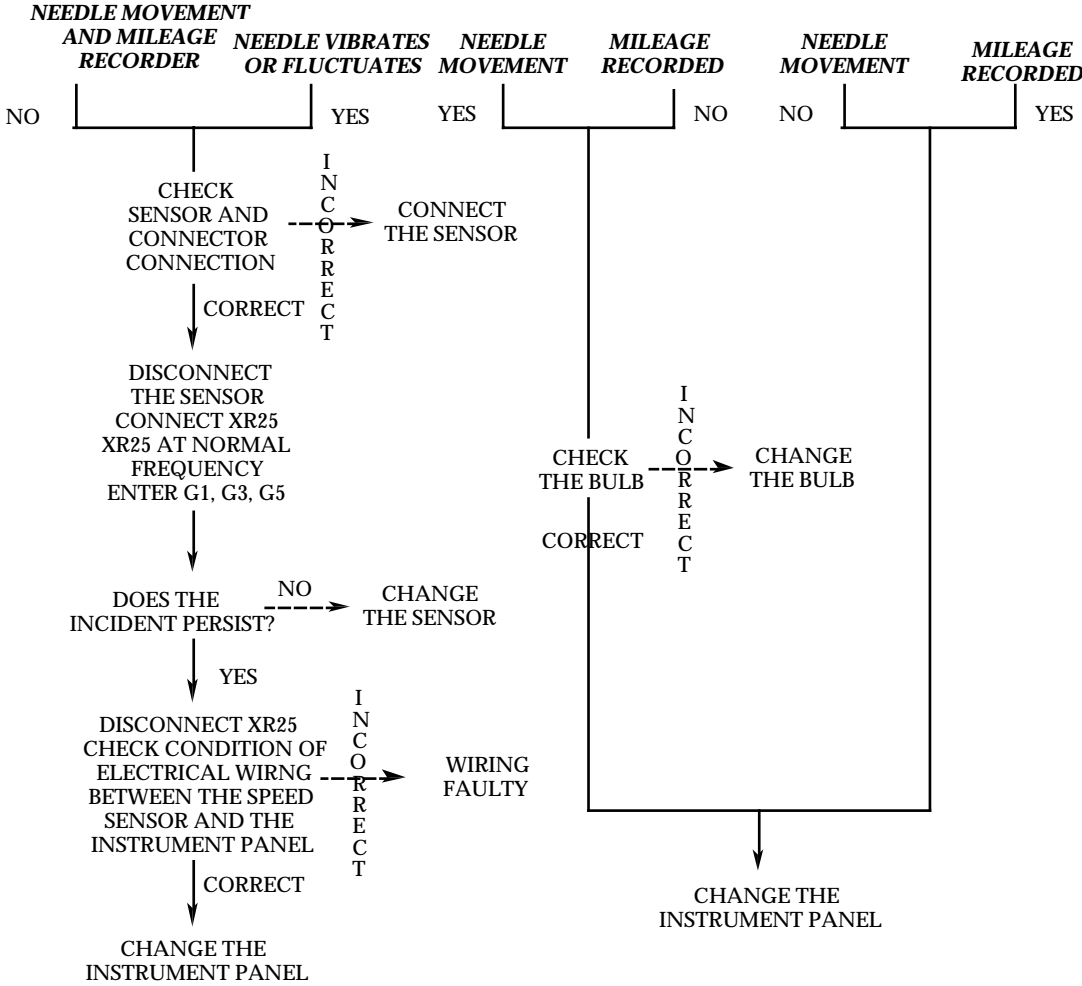 NEEDLE MOVEMENT
AND MILEAGE
RECORDER
NEEDLE VIBRATES
OR FLUCTUATES
NEEDLE
MOVEMENT
MILEAGE
RECORDED
NEEDLE
MOVEMENT
MILEAGE
RECORDED
NO
YES
YES
NO
NO
YES
CHECK
SENSOR AND
CONNECTOR
CONNECTION
INCORRECT
CONNECT
THE SENSOR
CORRECT
DISCONNECT
THE SENSOR
CONNECT XR25
XR25 AT NORMAL
FREQUENCY
ENTER G1, G3, G5
CHECK
THE BULB
INCORRECT
CHANGE
THE BULB
CORRECT
DOES THE
INCIDENT PERSIST?
NO
CHANGE
THE SENSOR
YES
DISCONNECT XR25
CHECK CONDITION OF
ELECTRICAL WIRNG
BETWEEN THE SPEED
SENSOR AND THE
INSTRUMENT PANEL
INCORRECT
WIRING
FAULTY
CORRECT
CHANGE THE
INSTRUMENT PANEL
CHANGE THE
INSTRUMENT PANEL